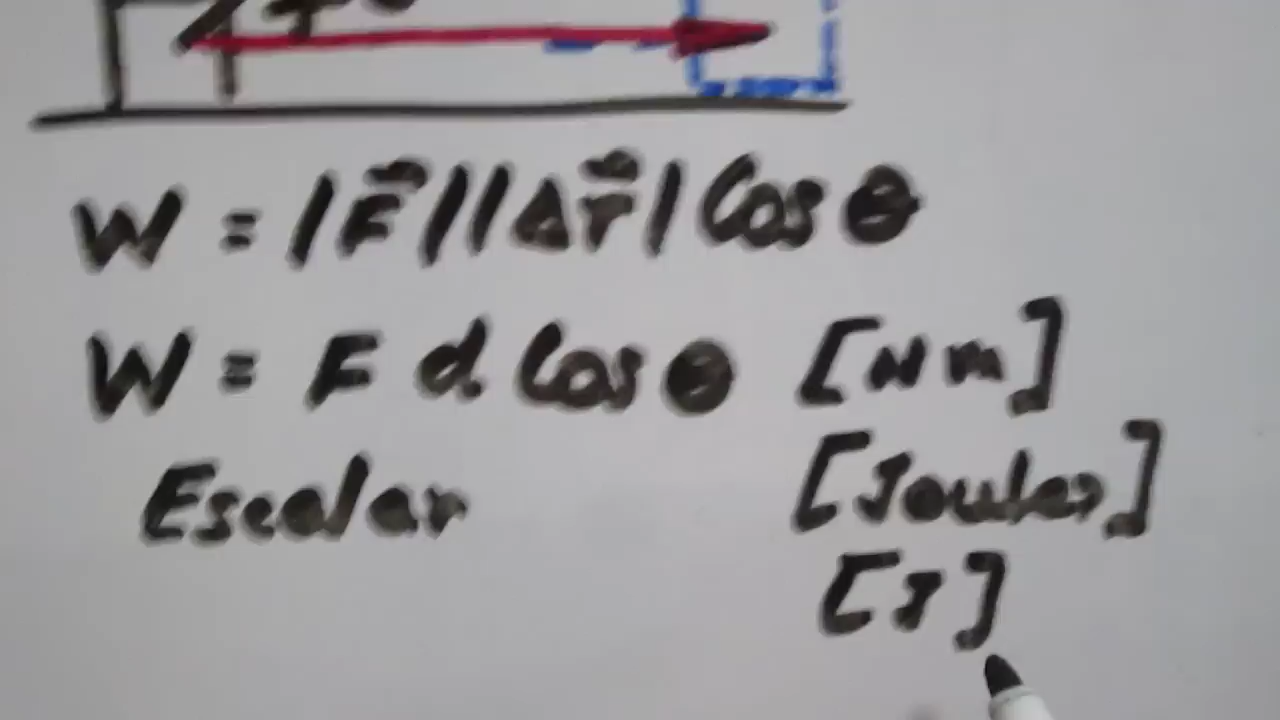 W = |F⃗||Δr⃗| Cos θ
W = F d Cos θ [Nm]
Escalar [Joules]
[J]